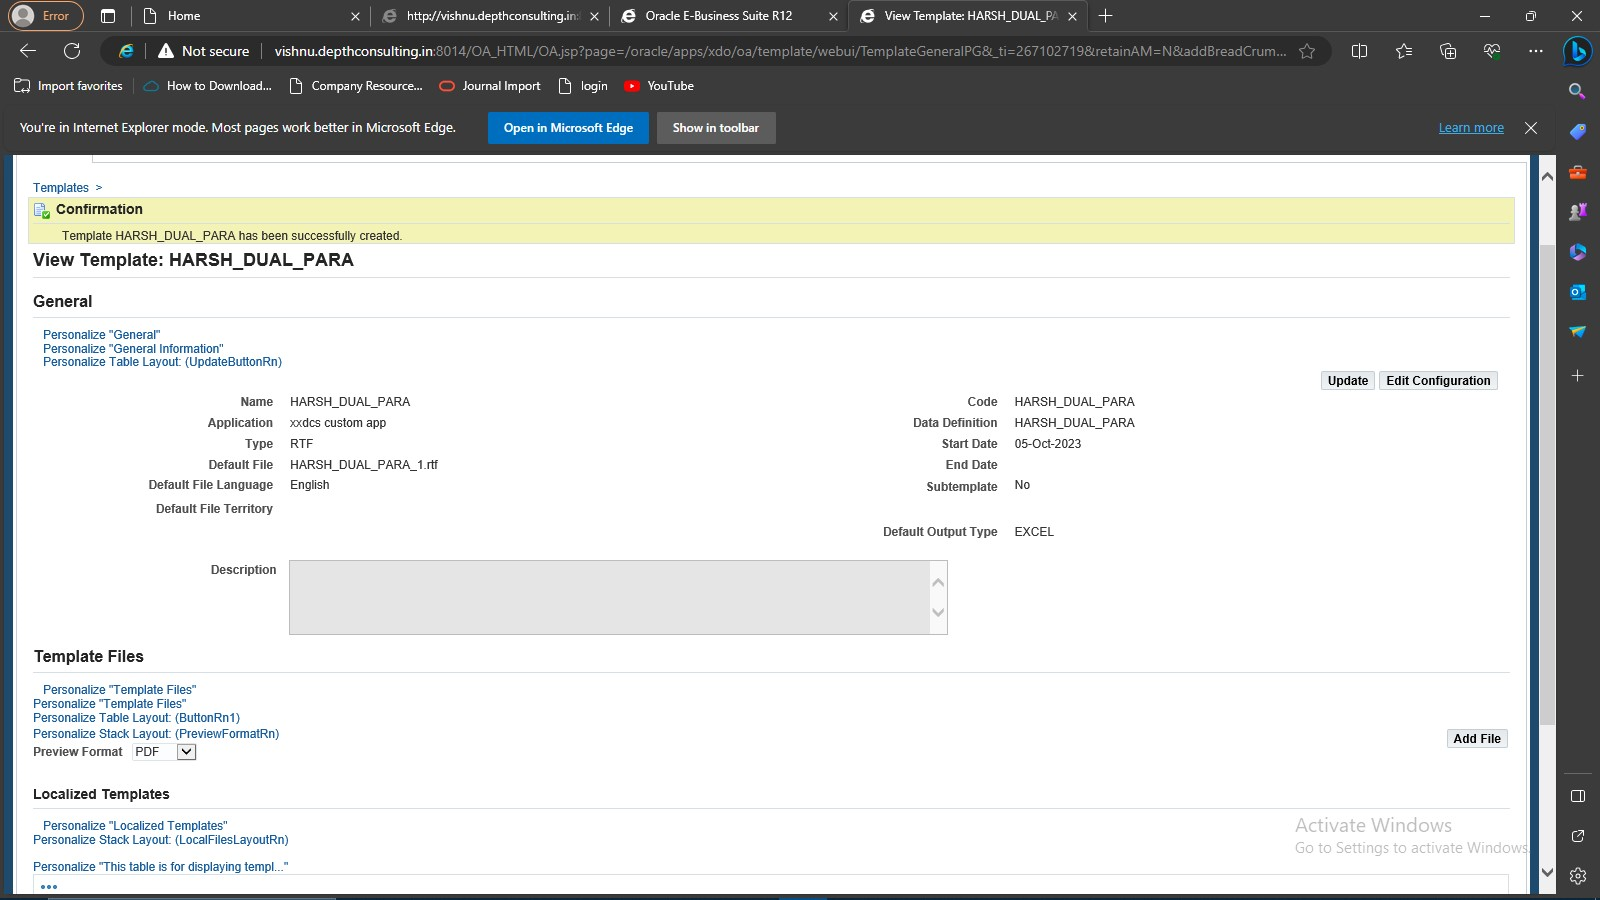 Error
Home
http://vishnu.depthconsulting.in:
Oracle E-Business Suite R12
View Template: HARSH_DUAL_PA
Not secure
vishnu.depthconsulting.in:8014/OA_HTML/OA.jsp?page=/oracle/apps/xdo/oa/template/webui/TemplateGeneralPG&_ti=267102719&retainAM=N&addBreadCrum...
Import favorites
How to Download...
Company Resource...
Journal Import
login
YouTube
You're in Internet Explorer mode. Most pages work better in Microsoft Edge.
Open in Microsoft Edge
Show in toolbar
Learn more
Templates >
Confirmation
Template HARSH_DUAL_PARA has been successfully created.
View Template: HARSH_DUAL_PARA
General
Personalize "General"
Personalize "General Information"
Personalize Table Layout: (UpdateButtonRn)
Update
Edit Configuration
Name HARSH_DUAL_PARA
Application xxdcs custom app
Type RTF
Default File HARSH_DUAL_PARA_1.rtf
Default File Language English
Default File Territory
Code HARSH_DUAL_PARA
Data Definition HARSH_DUAL_PARA
Start Date 05-Oct-2023
End Date
Subtemplate No
Default Output Type EXCEL
Description
Template Files
Personalize "Template Files"
Personalize "Template Files"
Personalize Table Layout: (ButtonRn1)
Personalize Stack Layout: (PreviewFormatRn)
Preview Format PDF
Add File
Localized Templates
Personalize "Localized Templates"
Personalize Stack Layout: (LocalFilesLayoutRn)
Personalize "This table is for displaying templ..."
Activate Windows
Go to Settings to activate Windows.